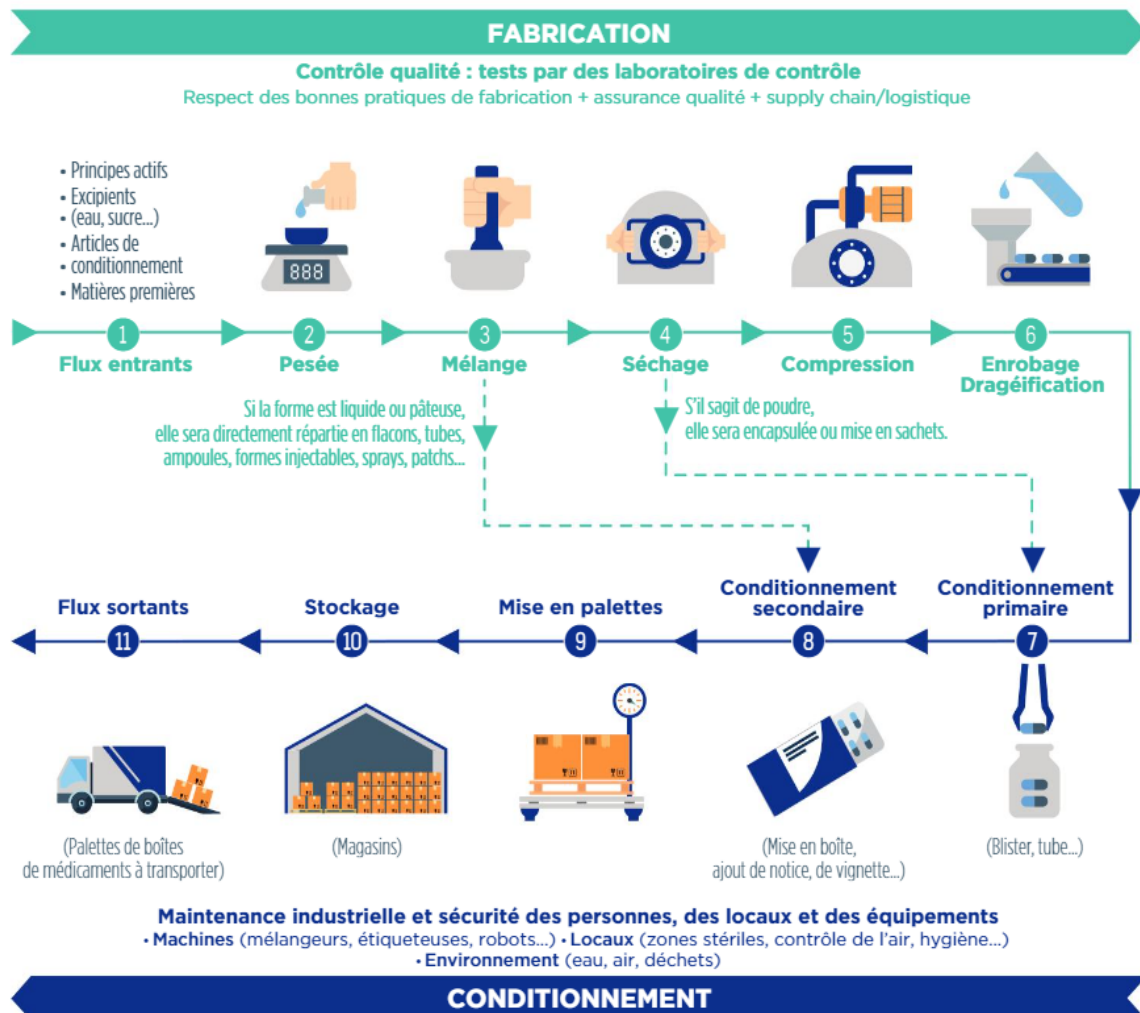 FABRICATION
Contrôle qualité : tests par des laboratoires de contrôle
Respect des bonnes pratiques de fabrication + assurance qualité + supply chain/logistique
• Principes actifs
• Excipients
• (eau, sucre...)
• Articles de
• conditionnement
• Matières premières
888
1
Flux entrants
2
Pesée
3
Mélange
4
Séchage
5
Compression
6
Enrobage
Dragéification
Si la forme est liquide ou pâteuse,
elle sera directement répartie en flacons, tubes,
ampoules, formes injectables, sprays, patchs...
S'il sagit de poudre,
elle sera encapsulée ou mise en sachets.
Flux sortants
11
Stockage
10
Mise en palettes
9
Conditionnement
secondaire
8
Conditionnement
primaire
7
(Palettes de boîtes
de médicaments à transporter)
(Magasins)
(Mise en boîte,
ajout de notice, de vignette...)
(Blister, tube...)
Maintenance industrielle et sécurité des personnes, des locaux et des équipements
• Machines (mélangeurs, étiqueteuses, robots...) • Locaux (zones stériles, contrôle de l'air, hygiène...)
• Environnement (eau, air, déchets)
CONDITIONNEMENT